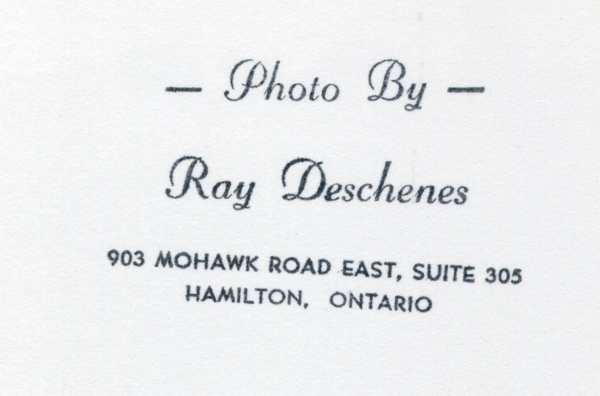 — Photo By —
Ray Deschenes
903 MOHAWK ROAD EAST, SUITE 305
HAMILTON, ONTARIO